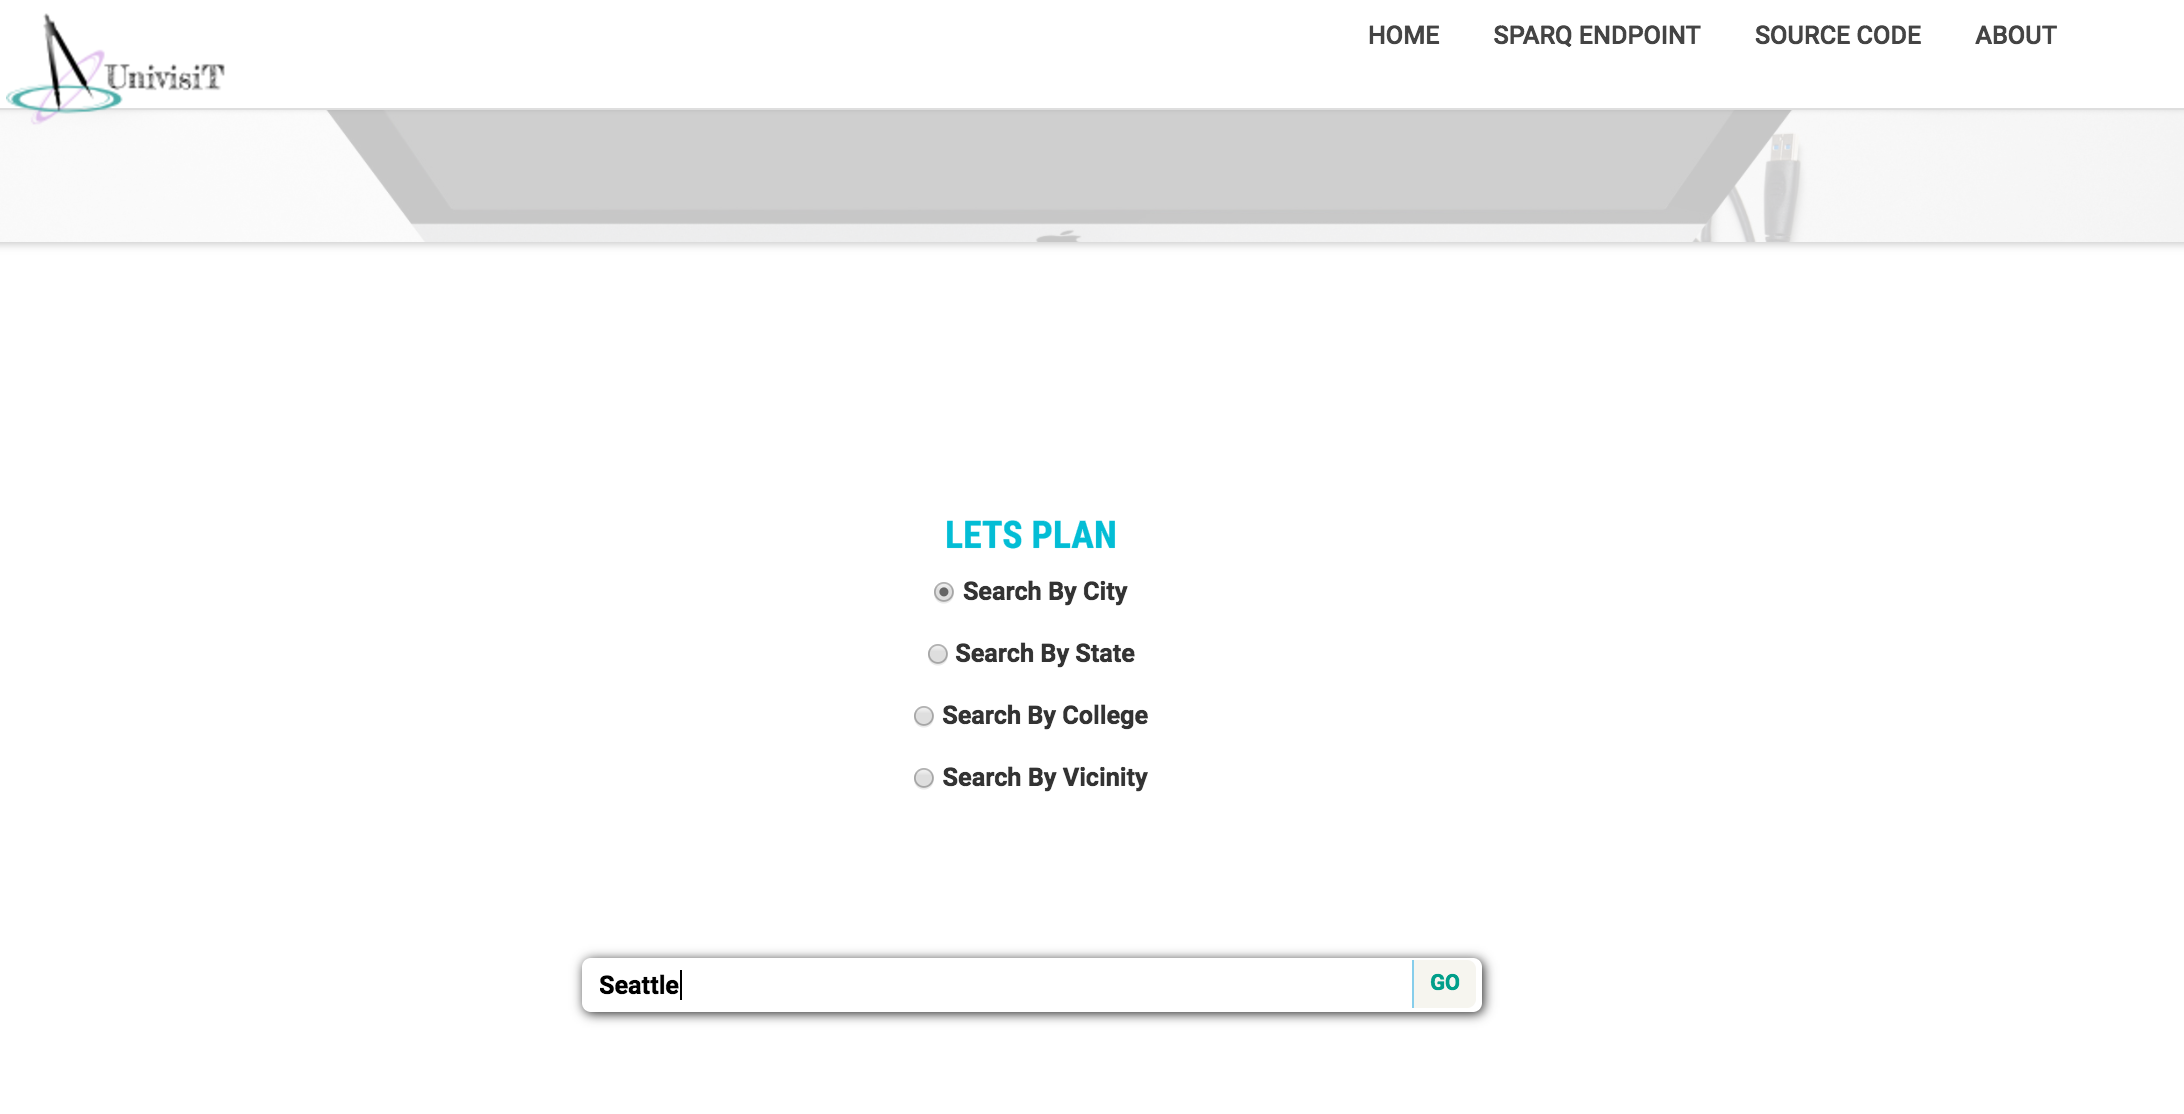 UnivisiT
HOME SPARQ ENDPOINT SOURCE CODE ABOUT
LETS PLAN
Search By City
Search By State
Search By College
Search By Vicinity
Seattle
GO